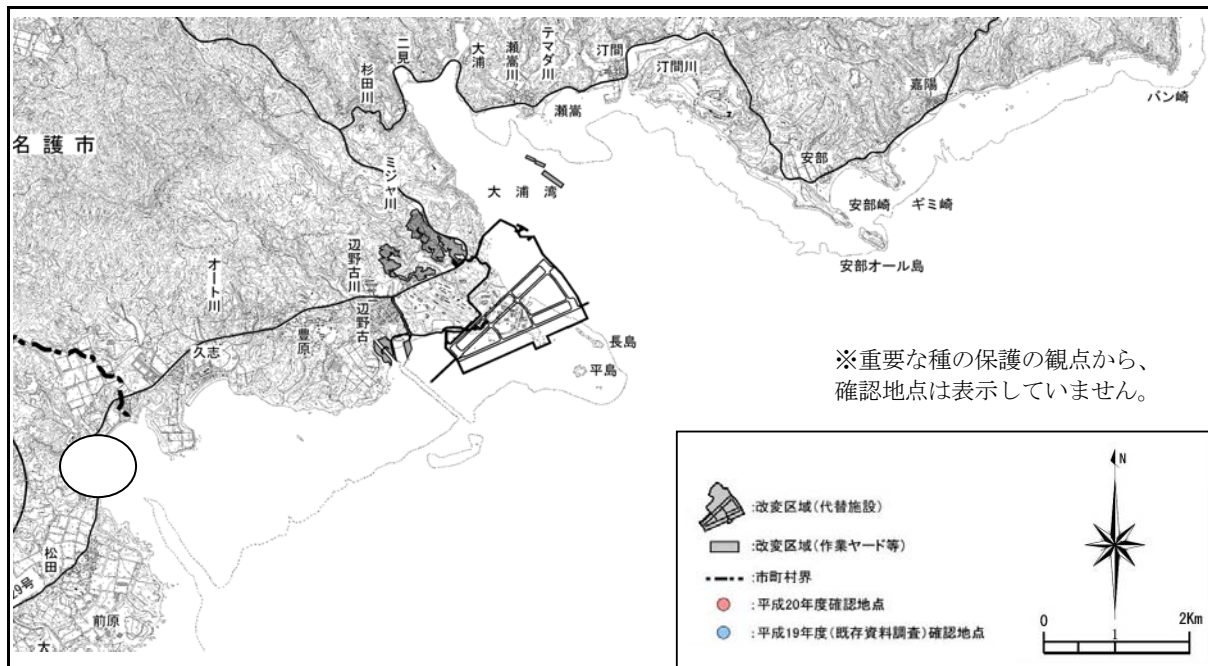 名護市
杉田川
二見
大浦
瀬嵩川
テマダ川
汀間
汀間川
瀬嵩
嘉陽
バン崎
安部
安部崎
ギミ崎
安部オール島
大浦湾
ミジャ川
辺野古川
辺野古
オート川
久志
豊原
長島
平島
※重要な種の保護の観点から、
確認地点は表示していません。
松田
29号
前原
大
:改変区域(代替施設)
:改変区域(作業ヤード等)
:市町村界
:平成20年度確認地点
:平成19年度(既存資料調査)確認地点
N
0 1 2Km